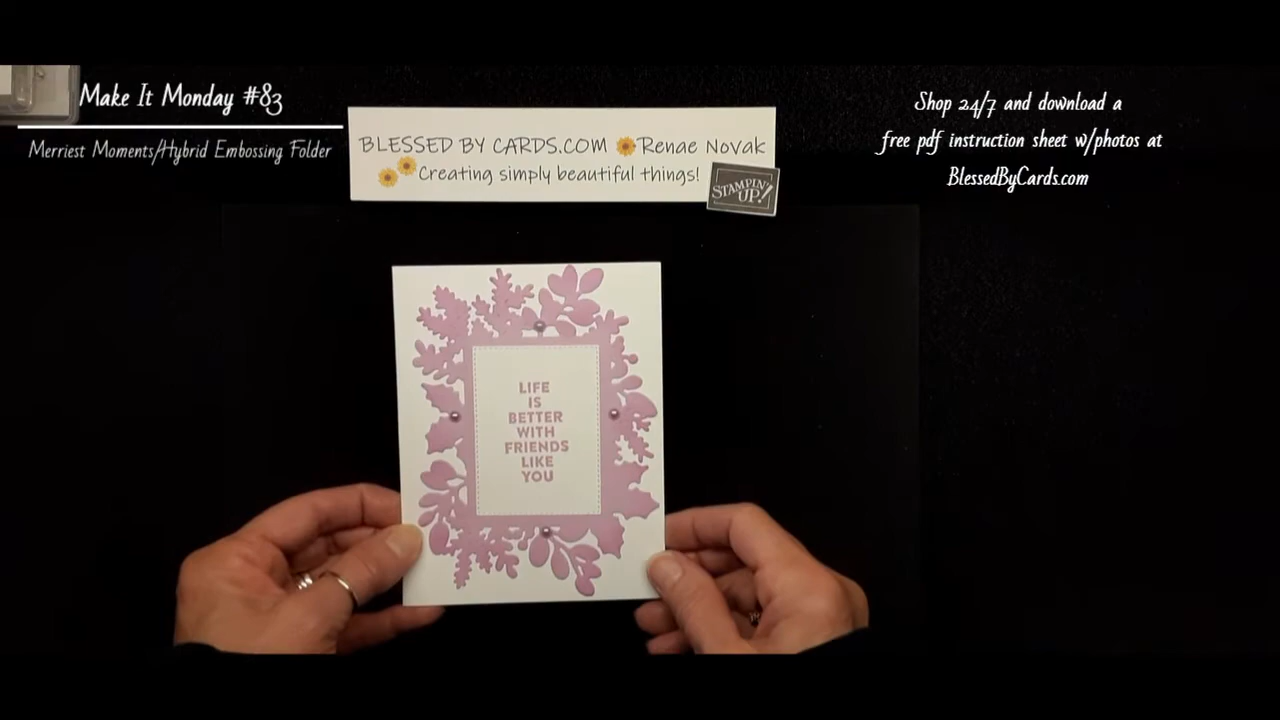 Make It Monday #83
Merriest Moments/Hybrid Embossing Folder
BLESSED BY CARDS.COM Renae Novak
Creating simply beautiful things!
STAMPIN' UP!
Shop 24/7 and download a
free pdf instruction sheet w/photos at
BlessedByCards.com
LIFE
IS
BETTER
WITH
FRIENDS
LIKE
YOU